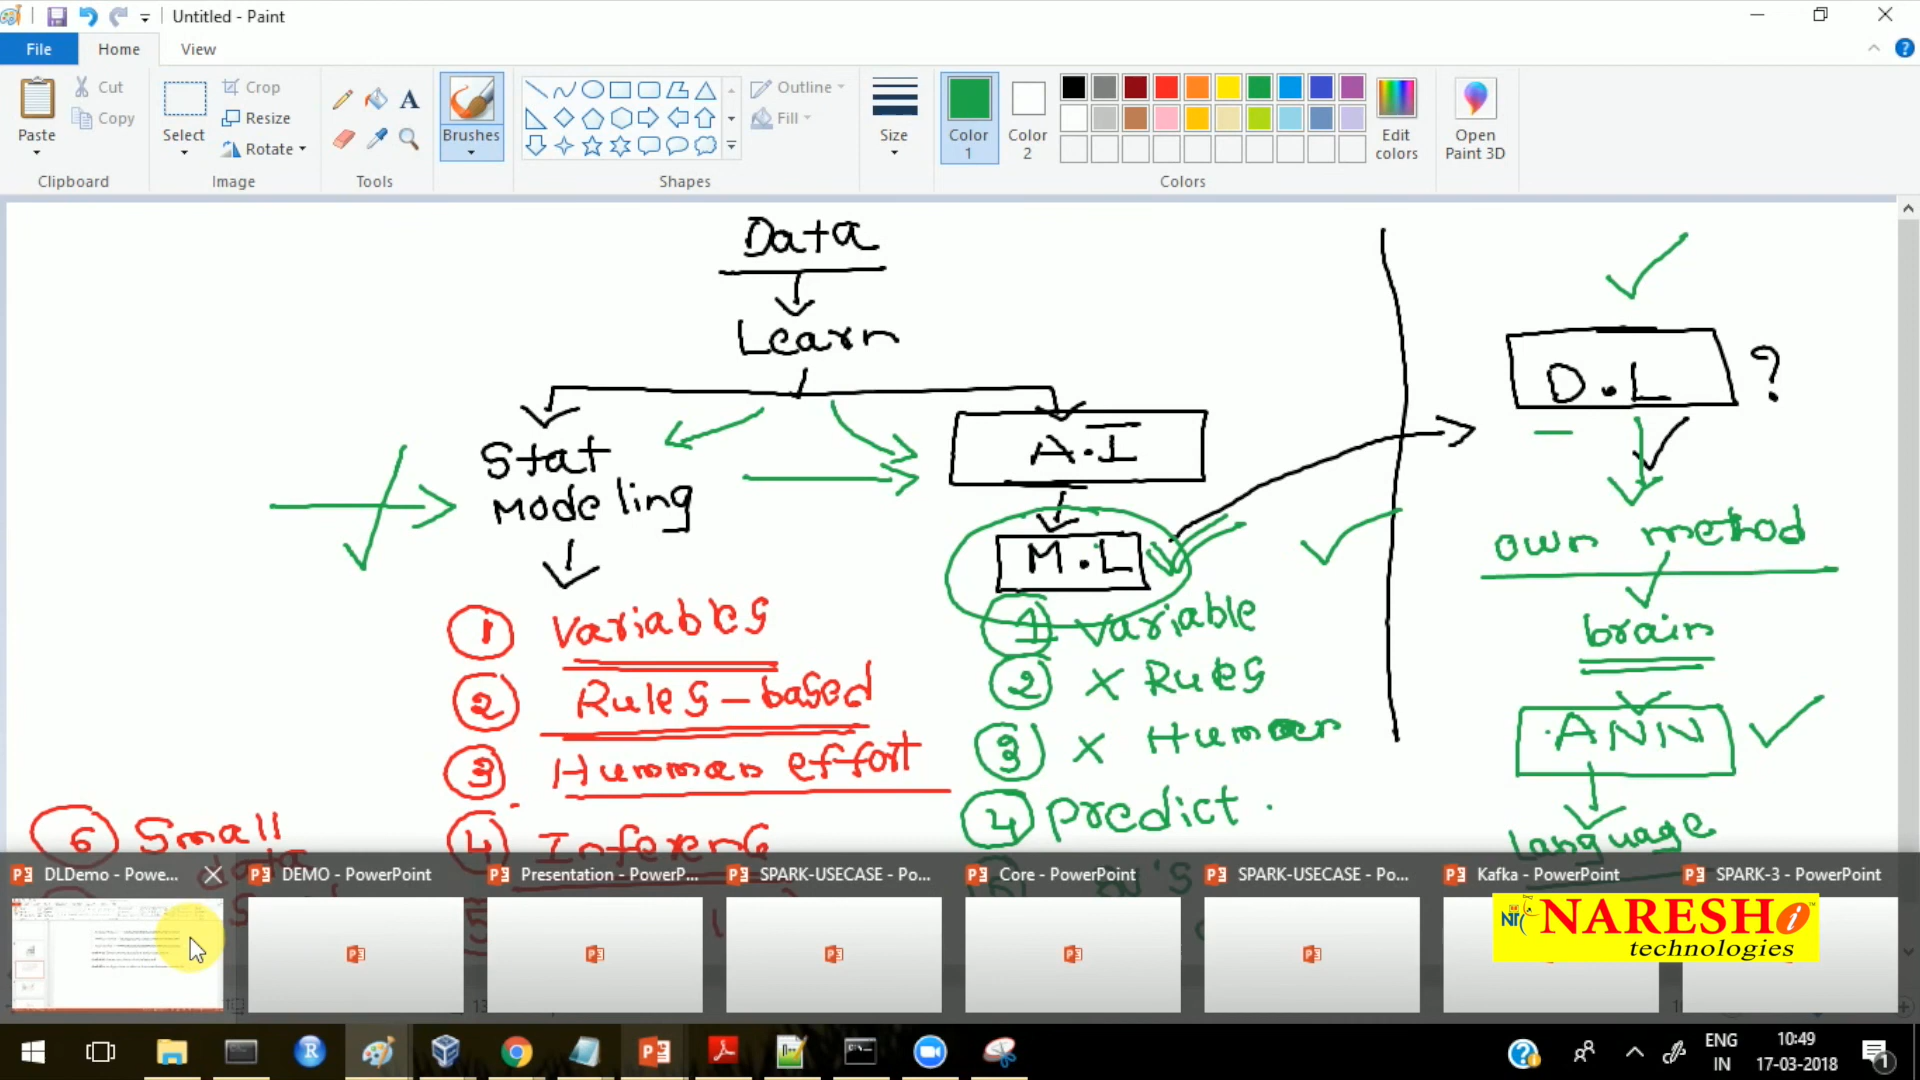 Untitled - Paint
File
Home
View
Paste
Cut
Copy
Clipboard
Select
Crop
Resize
Rotate
Image
Tools
Brushes
Outline
Fill
Shapes
Size
Color 1
Color 2
Edit colors
Colors
Open Paint 3D
Data
Learn
Stat
Modeling
A.I
M.L
D.L ?
1 Variables
2 Rules-based
3 Humman effort
6 Small
1 Variable
2 X Rules
3 X Humman
4 Predict.
own method
brain
ANN
language
DLDemo - Powe...
DEMO - PowerPoint
Presentation - PowerP...
SPARK-USECASE - Po...
Core - PowerPoint
SPARK-USECASE - Po...
Kafka - PowerPoint
SPARK-3 - PowerPoint
NARESH i
technologies
ENG
IN
10:49
17-03-2018
1